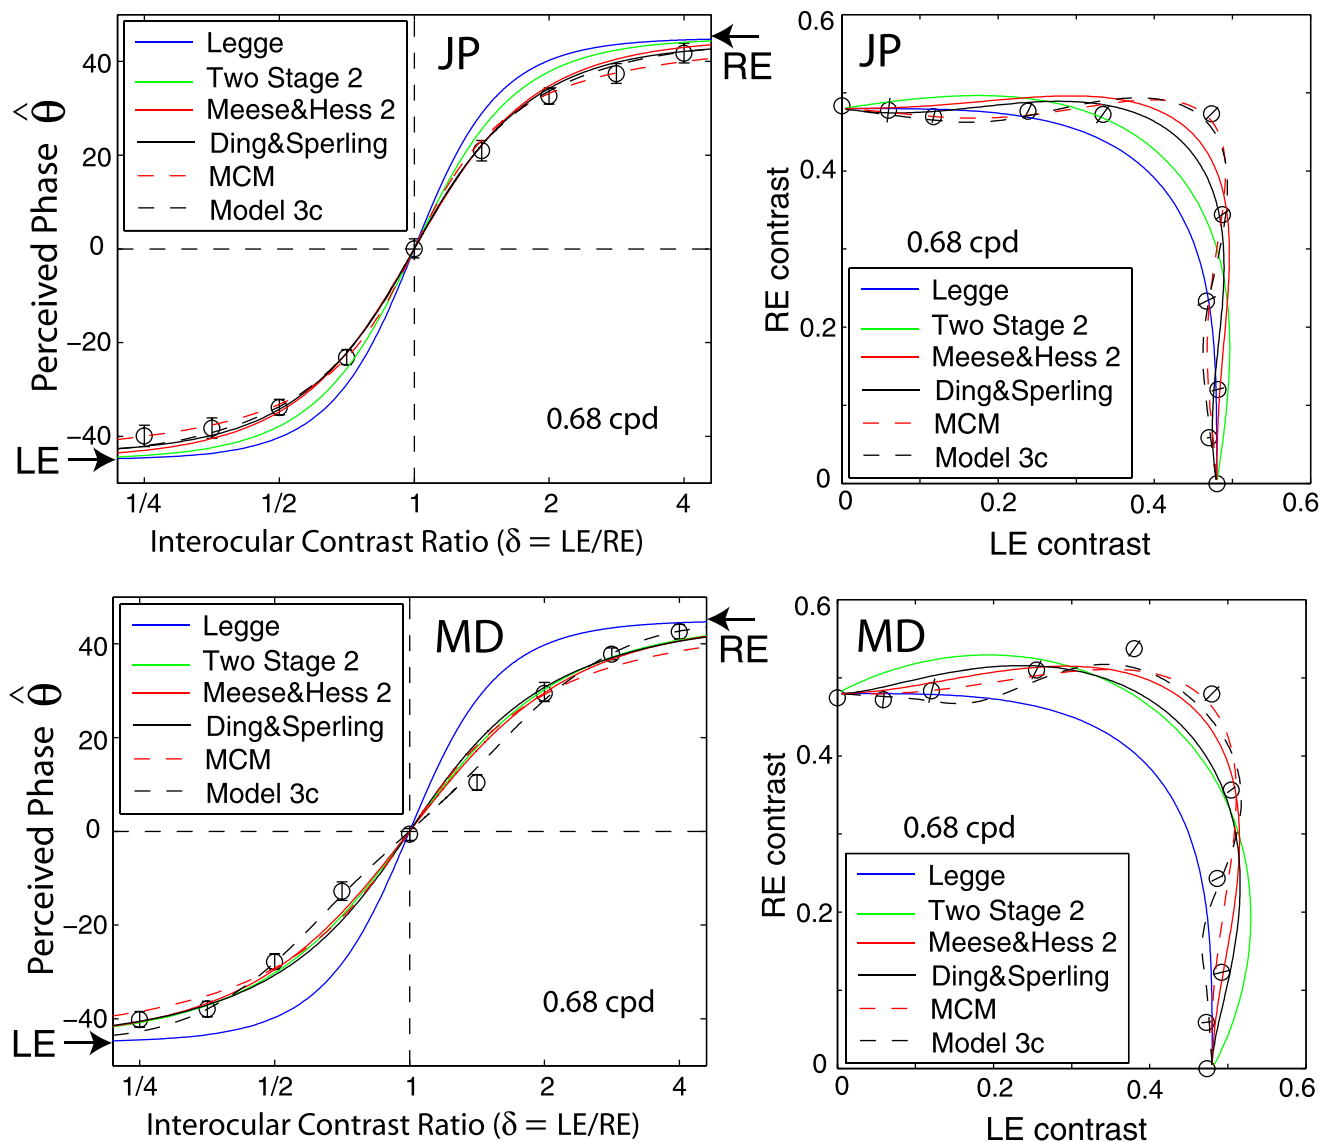 JP
Legge
Two Stage 2
Meese&Hess 2
Ding&Sperling
MCM
Model 3c
RE
LE
0.68 cpd
Perceived Phase θ̂
40
20
0
−20
−40
1/4 1/2 1 2 4
Interocular Contrast Ratio (δ = LE/RE)
JP
0.68 cpd
Legge
Two Stage 2
Meese&Hess 2
Ding&Sperling
MCM
Model 3c
RE contrast
0.6
0.4
0.2
0
0 0.2 0.4 0.6
LE contrast
MD
Legge
Two Stage 2
Meese&Hess 2
Ding&Sperling
MCM
Model 3c
RE
LE
0.68 cpd
Perceived Phase θ̂
40
20
0
−20
−40
1/4 1/2 1 2 4
Interocular Contrast Ratio (δ = LE/RE)
MD
0.68 cpd
Legge
Two Stage 2
Meese&Hess 2
Ding&Sperling
MCM
Model 3c
RE contrast
0.6
0.4
0.2
0
0 0.2 0.4 0.6
LE contrast